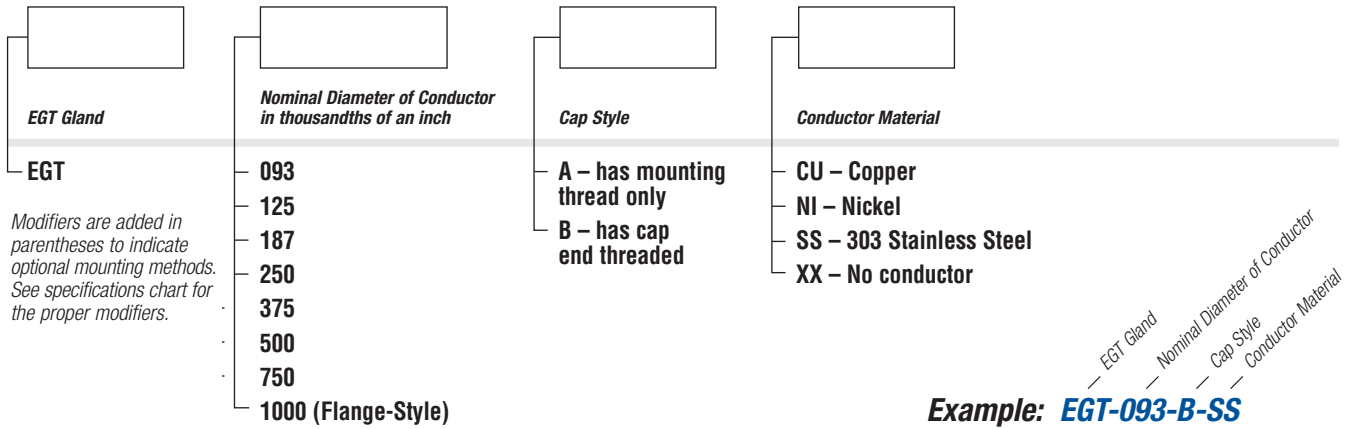 EGT Gland
Nominal Diameter of Conductor
in thousandths of an inch
Cap Style
Conductor Material
EGT
Modifiers are added in
parentheses to indicate
optional mounting methods.
See specifications chart for
the proper modifiers.
093
125
187
250
375
500
750
1000 (Flange-Style)
A – has mounting
thread only
B – has cap
end threaded
CU – Copper
NI – Nickel
SS – 303 Stainless Steel
XX – No conductor
EGT Gland
Nominal Diameter of Conductor
Cap Style
Conductor Material
Example: EGT-093-B-SS